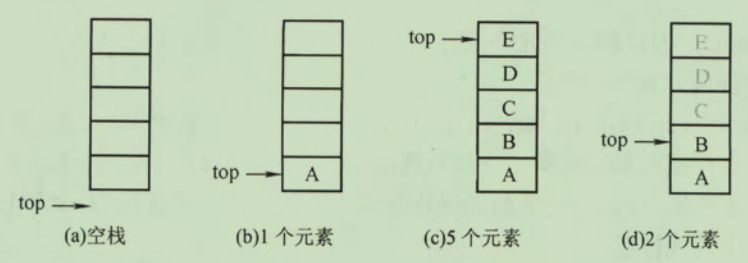 top → E E
D D
C C
top → B
B
top → A A A
top →
(a)空栈 (b)1 个元素 (c)5 个元素 (d)2 个元素